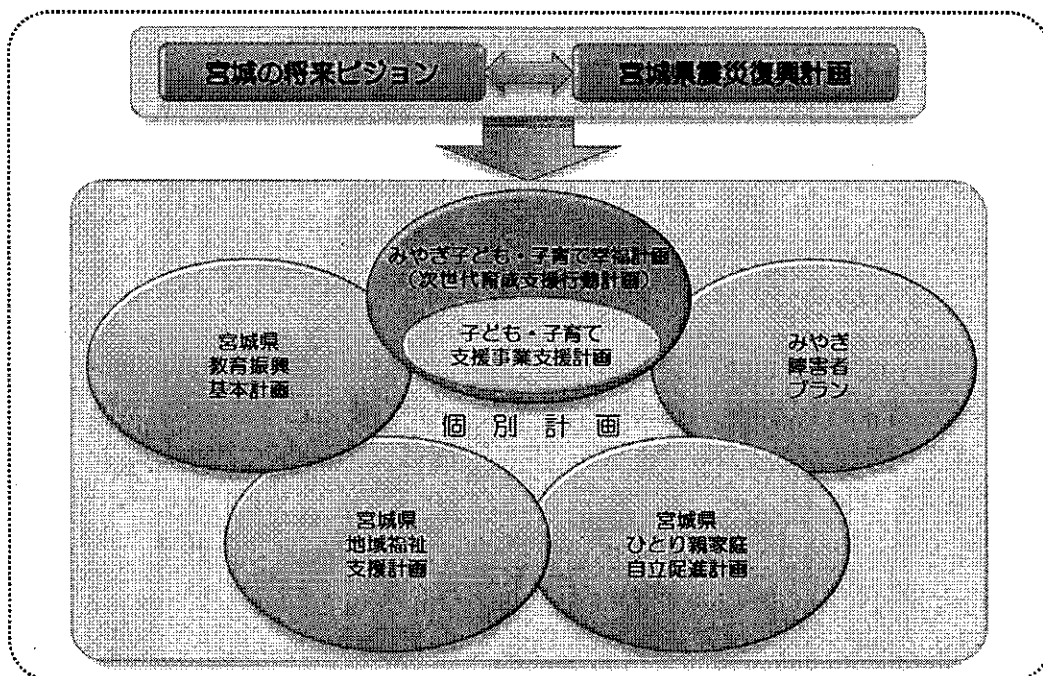 宮城の将来ビジョン
宮城県震災復興計画
みやぎ子ども・子育て幸福計画
(次世代育成支援行動計画)
子ども・子育て
支援事業支援計画
宮城県
教育振興
基本計画
みやぎ
障害者
プラン
個別計画
宮城県
地域福祉
支援計画
宮城県
ひとり親家庭
自立促進計画